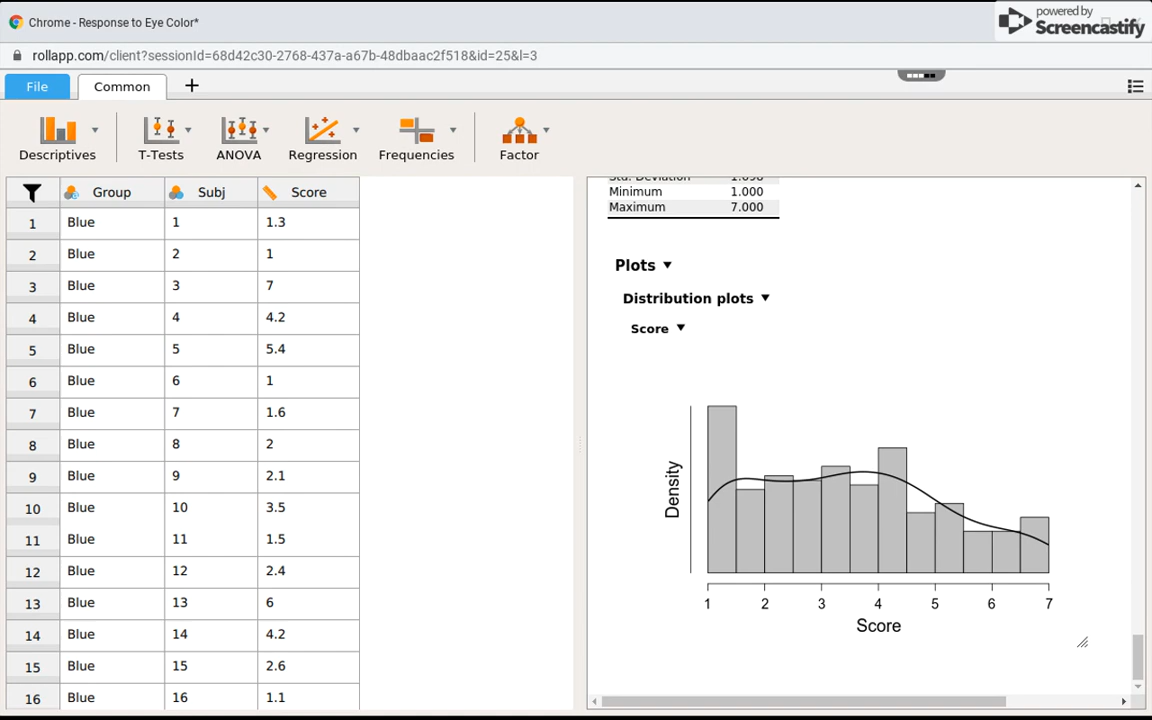 Chrome - Response to Eye Color*
powered by
Screencastify
rollapp.com/client?sessionId=68d42c30-2768-437a-a67b-48dbaac2f518&id=25&l=3
File Common +
Descriptives T-Tests ANOVA Regression Frequencies Factor
Group Subj Score
1 Blue 1 1.3
2 Blue 2 1
3 Blue 3 7
4 Blue 4 4.2
5 Blue 5 5.4
6 Blue 6 1
7 Blue 7 1.6
8 Blue 8 2
9 Blue 9 2.1
10 Blue 10 3.5
11 Blue 11 1.5
12 Blue 12 2.4
13 Blue 13 6
14 Blue 14 4.2
15 Blue 15 2.6
16 Blue 16 1.1
Std. Deviation
Minimum 1.000
Maximum 7.000
Plots
Distribution plots
Score
Density
1 2 3 4 5 6 7
Score